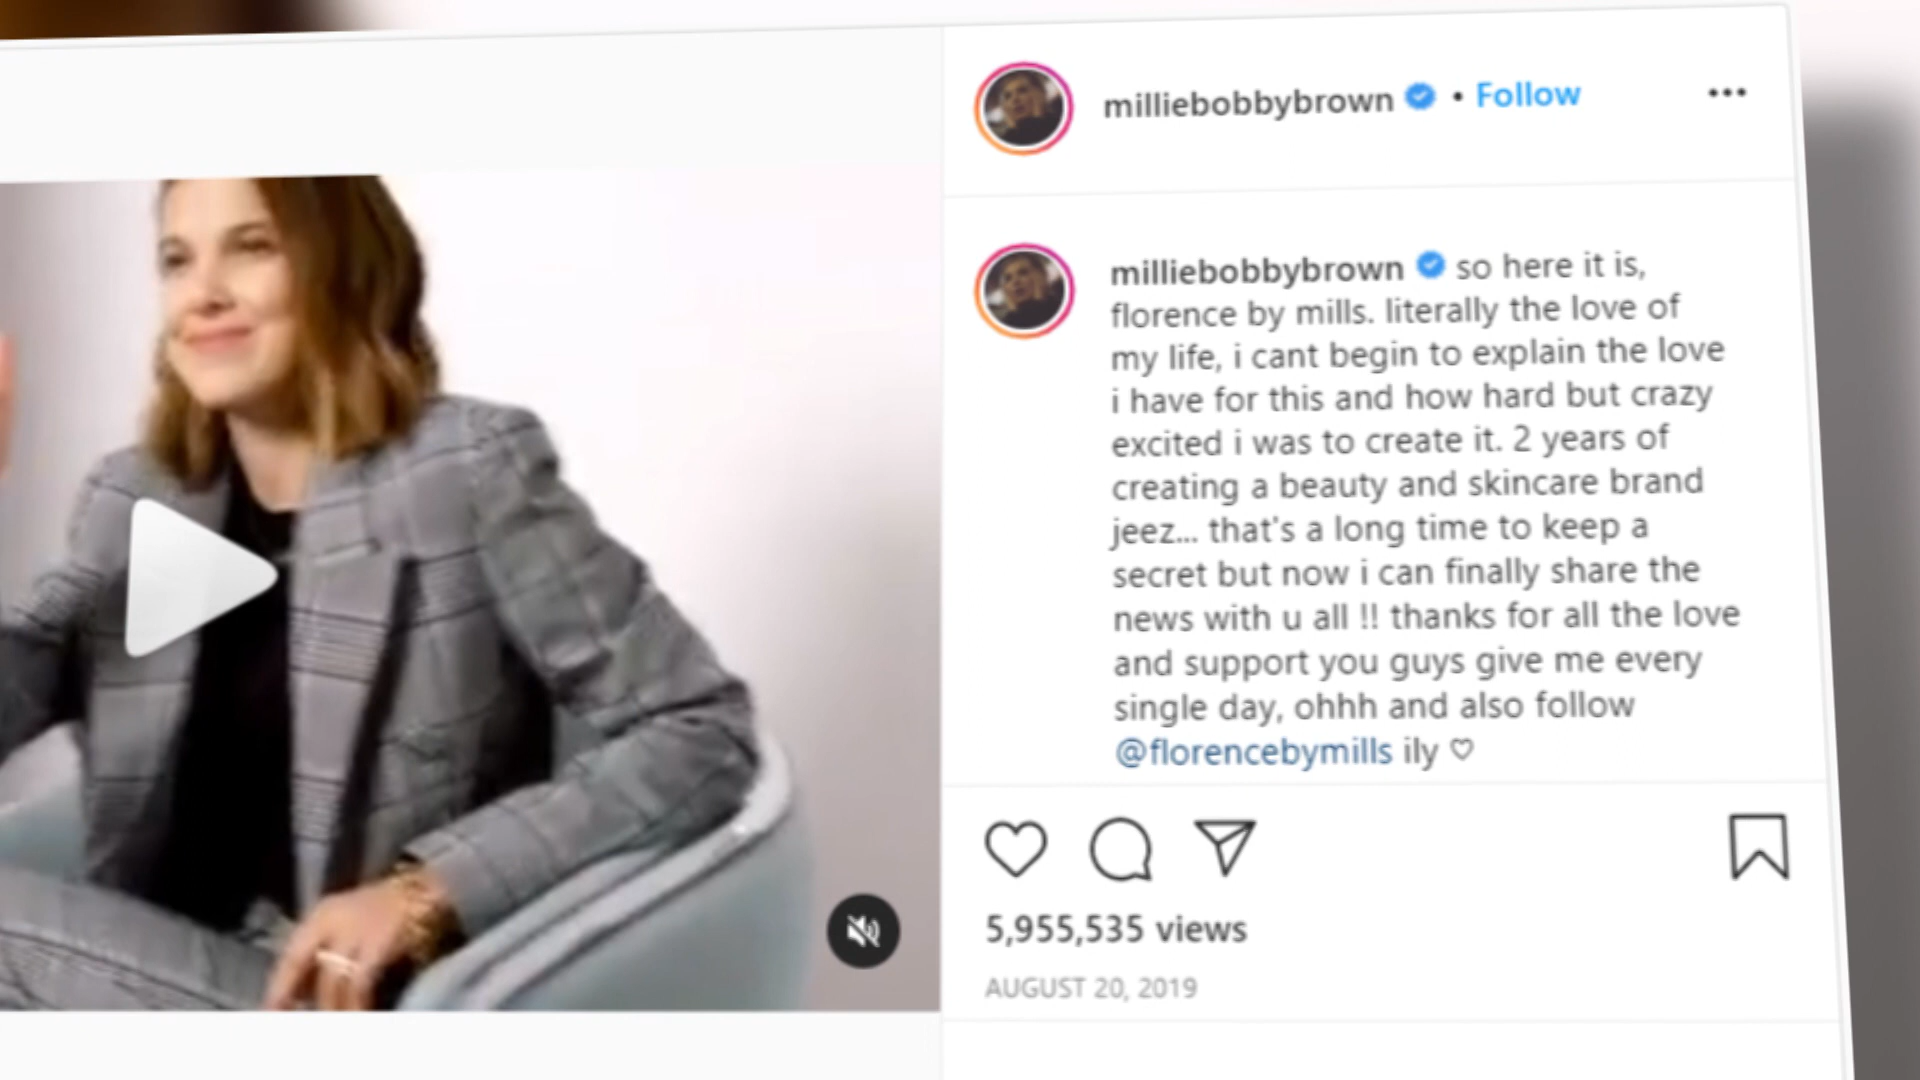 milliebobbybrown • Follow
milliebobbybrown so here it is,
florence by mills. literally the love of
my life, i cant begin to explain the love
i have for this and how hard but crazy
excited i was to create it. 2 years of
creating a beauty and skincare brand
jeez... that's a long time to keep a
secret but now i can finally share the
news with u all !! thanks for all the love
and support you guys give me every
single day, ohhh and also follow
@florencebymills ily ♡
5,955,535 views
AUGUST 20, 2019